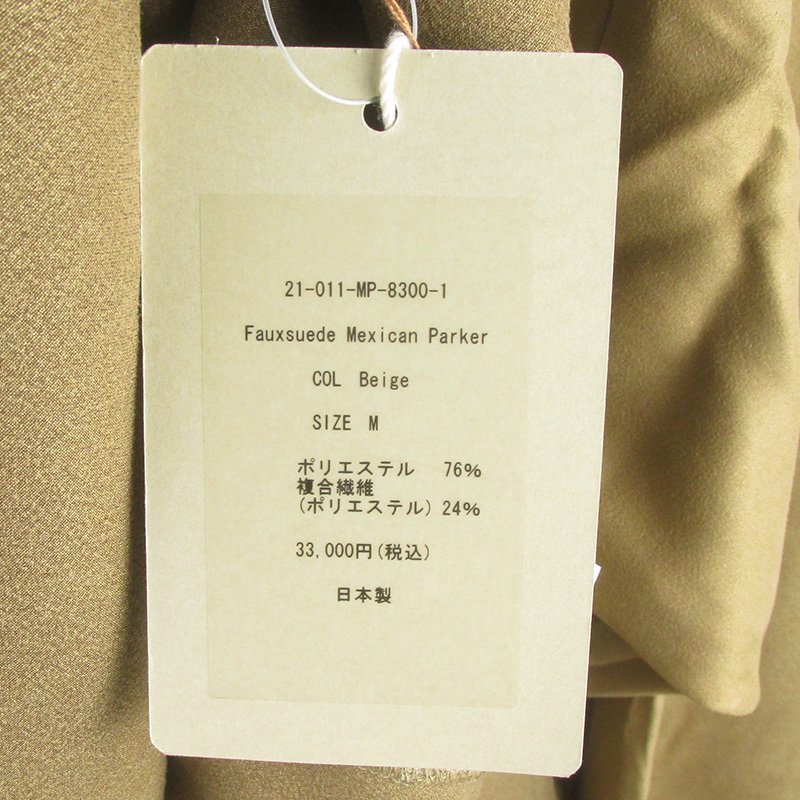 21-011-MP-8300-1
Fauxsuede Mexican Parker
COL Beige
SIZE M
ポリエステル 76%
複合繊維
(ポリエステル) 24%
33,000円(税込)
日本製